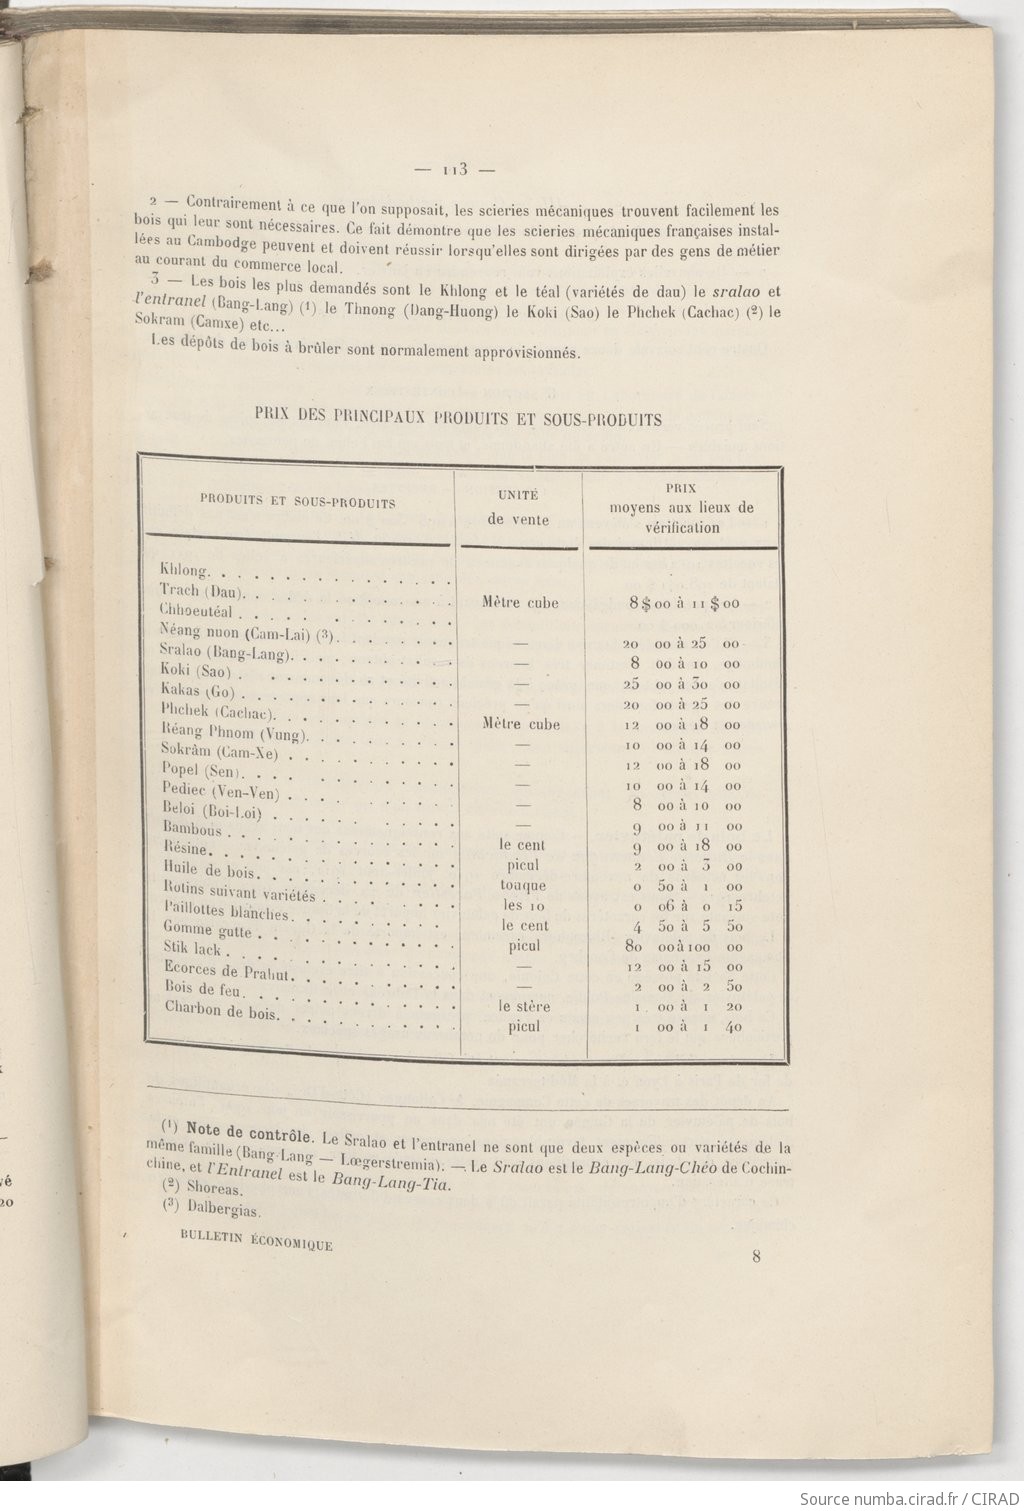 — 113 —
2 — Contrairement à ce que l'on supposait, les scieries mécaniques trouvent facilement les
bois qui leur sont nécessaires. Ce fait démontre que les scieries mécaniques françaises instal-
lées au Cambodge peuvent et doivent réussir lorsqu'elles sont dirigées par des gens de métier
au courant du commerce local.
3 — Les bois les plus demandés sont le Khlong et le téal (variétés de dau) le sralao et
l'entranel (Bang-Lang) (1) le Thnong (Dang-Huong) le Koki (Sao) le Phchek (Cachac) (2) le
Sokram (Camxe) etc...
Les dépôts de bois à brûler sont normalement approvisionnés.
PRIX DES PRINCIPAUX PRODUITS ET SOUS-PRODUITS
PRODUITS ET SOUS-PRODUITS UNITÉ de vente PRIX moyens aux lieux de vérification
Khlong
Trach (Dau)
Chhoeutéal Mètre cube 8 $ 00 à 11 $ 00
Néang nuon (Cam-Lai) (3) — 20 00 à 25 00
Sralao (Bang-Lang) — 8 00 à 10 00
Koki (Sao) — 25 00 à 30 00
Kakas (Go) — 20 00 à 25 00
Phchek (Cachac) Mètre cube 12 00 à 18 00
Réang Phnom (Vung) — 10 00 à 14 00
Sokrâm (Cam-Xe) — 12 00 à 18 00
Popel (Sen) — 10 00 à 14 00
Pediec (Ven-Ven) — 8 00 à 10 00
Beloi (Boi-Loi) — 9 00 à 11 00
Bambous le cent 9 00 à 18 00
Résine picul 2 00 à 3 00
Huile de bois touque 0 50 à 1 00
Rotins suivant variétés les 10 0 06 à 0 15
Paillottes blanches le cent 4 50 à 5 50
Gomme gutte picul 80 00 à 100 00
Stik lack — 12 00 à 15 00
Ecorces de Prahut — 2 00 à 2 50
Bois de feu le stère 1 00 à 1 20
Charbon de bois picul 1 00 à 1 40
(1) Note de contrôle. Le Sralao et l'entranel ne sont que deux espèces ou variétés de la
même famille (Bang-Lang — Lœgerstremia). — Le Sralao est le Bang-Lang-Chéo de Cochin-
chine, et l'Entranel est le Bang-Lang-Tia.
(2) Shoreas.
(3) Dalbergias.
BULLETIN ÉCONOMIQUE
8
Source numba.cirad.fr / CIRAD